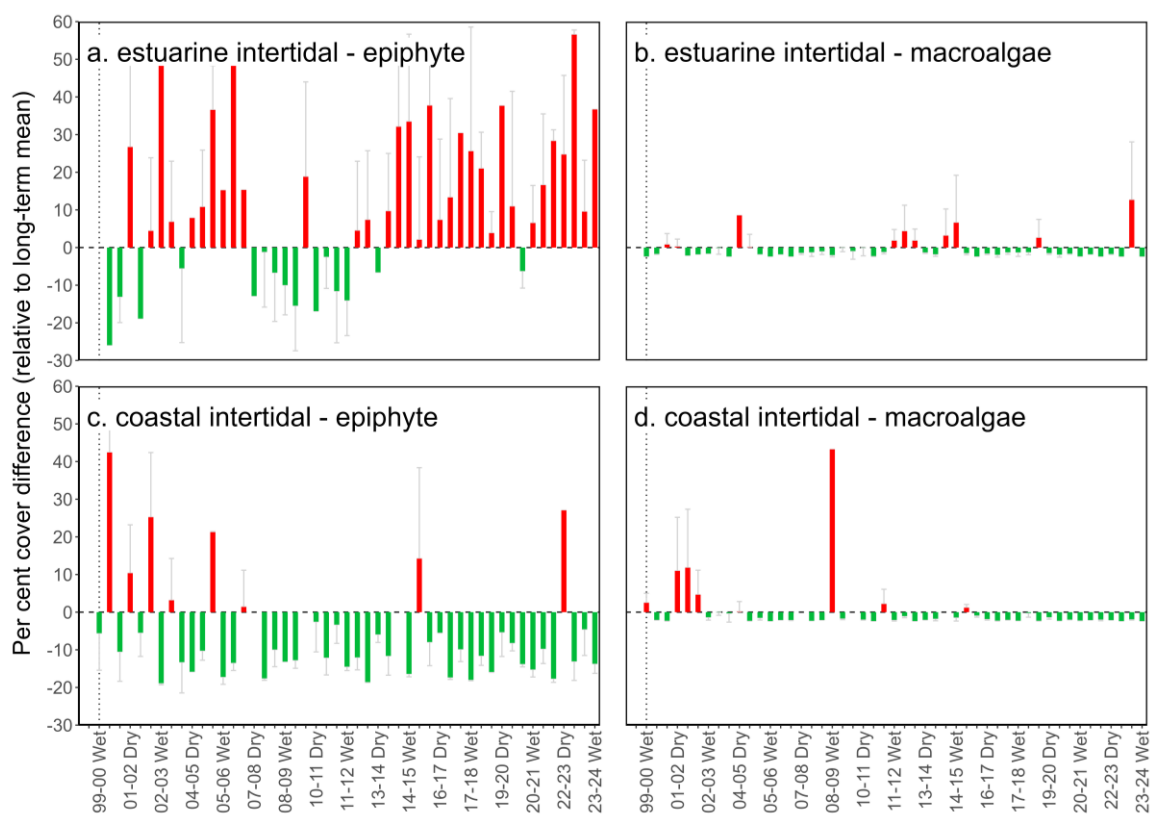 Per cent cover difference (relative to long-term mean)
a. estuarine intertidal - epiphyte
60
50
40
30
20
10
0
-10
-20
-30
b. estuarine intertidal - macroalgae
c. coastal intertidal - epiphyte
60
50
40
30
20
10
0
-10
-20
-30
d. coastal intertidal - macroalgae
99-00 Wet
01-02 Dry
02-03 Wet
04-05 Dry
05-06 Wet
07-08 Dry
08-09 Wet
10-11 Dry
11-12 Wet
13-14 Dry
14-15 Wet
16-17 Dry
17-18 Wet
19-20 Dry
20-21 Wet
22-23 Dry
23-24 Wet
99-00 Wet
01-02 Dry
02-03 Wet
04-05 Dry
05-06 Wet
07-08 Dry
08-09 Wet
10-11 Dry
11-12 Wet
13-14 Dry
14-15 Wet
16-17 Dry
17-18 Wet
19-20 Dry
20-21 Wet
22-23 Dry
23-24 Wet